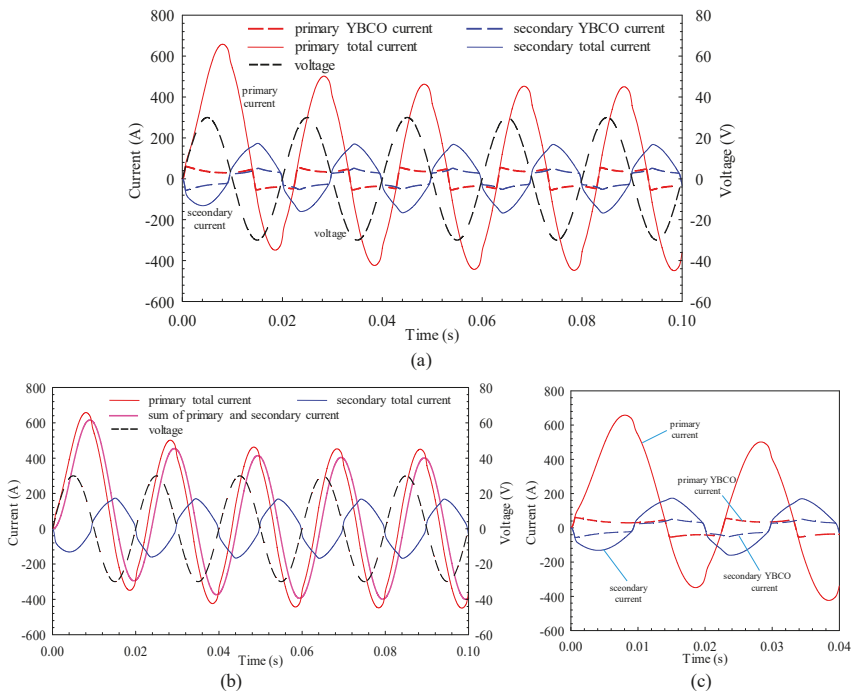 800
600
400
200
0
-200
-400
-600
Current (A)
80
60
40
20
0
-20
-40
60
Voltage (V)
primary YBCO current
secondary YBCO current
primary total current
secondary total current
voltage
primary
current
secondary
current
voltage
0.00
0.02
0.04
0.06
0.08
0.10
Time (s)
(a)
800
600
400
200
0
-200
-400
-600
Current (A)
80
60
40
20
0
-20
-40
60
Voltage (V)
primary total current
secondary total current
sum of primary and secondary current
voltage
0.00
0.02
0.04
0.06
0.08
0.10
Time (s)
(b)
800
600
400
200
0
-200
-400
600
Current (A)
primary
current
primary YBCO
current
secondary
current
secondary YBCO
current
0.00
0.01
0.02
0.03
0.04
Time (s)
(c)